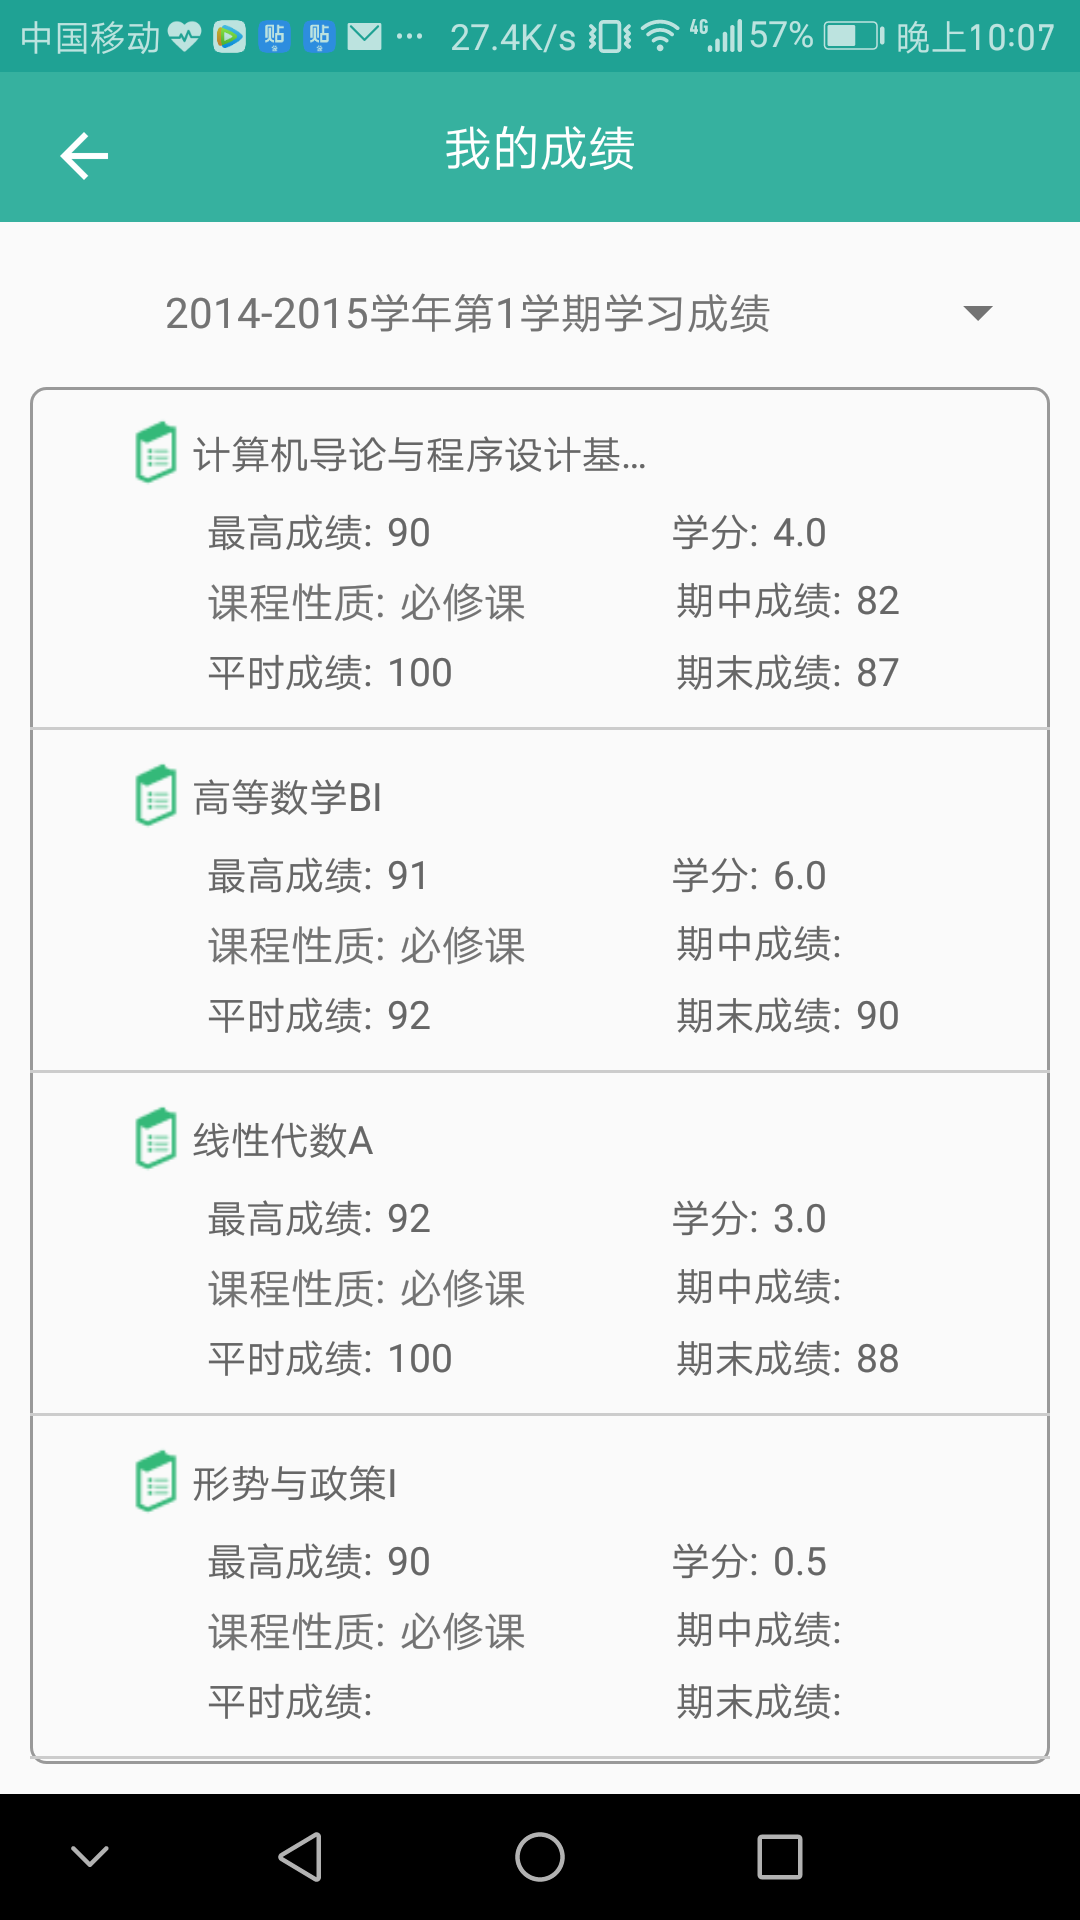 中国移动 贴 贴 ... 27.4K/s 4G 57% 晚上10:07
我的成绩
2014-2015学年第1学期学习成绩
计算机导论与程序设计基...
最高成绩: 90 学分: 4.0
课程性质: 必修课 期中成绩: 82
平时成绩: 100 期末成绩: 87
高等数学BI
最高成绩: 91 学分: 6.0
课程性质: 必修课 期中成绩:
平时成绩: 92 期末成绩: 90
线性代数A
最高成绩: 92 学分: 3.0
课程性质: 必修课 期中成绩:
平时成绩: 100 期末成绩: 88
形势与政策I
最高成绩: 90 学分: 0.5
课程性质: 必修课 期中成绩:
平时成绩: 期末成绩: